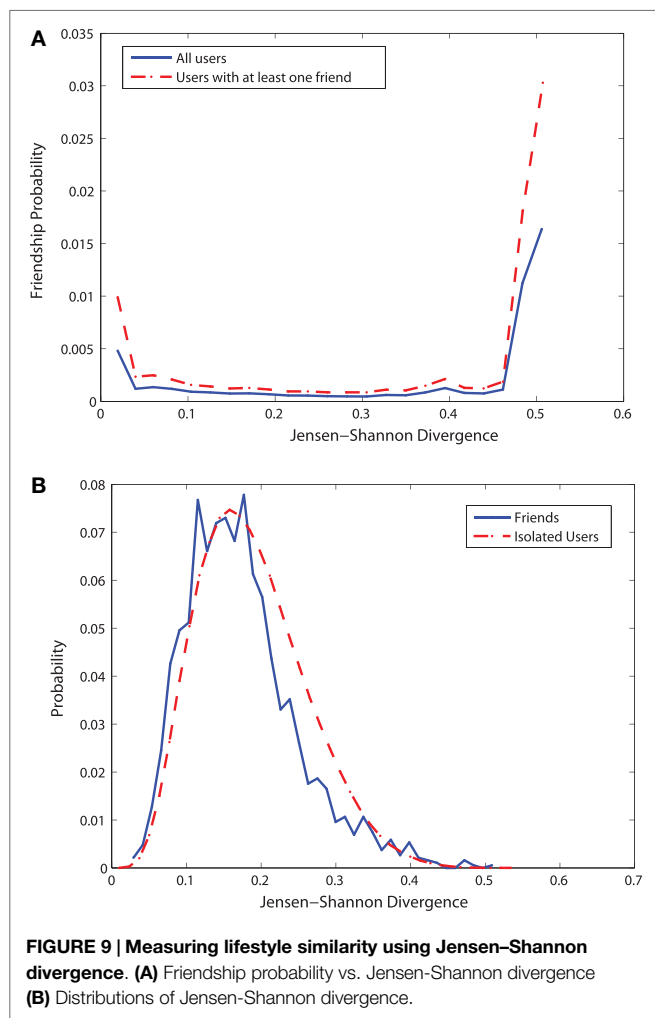 A
0.035
0.03
0.025
0.02
0.015
0.01
0.005
0
Friendship Probability
All users
Users with at least one friend
0 0.1 0.2 0.3 0.4 0.5 0.6
Jensen–Shannon Divergence
B
0.08
0.07
0.06
0.05
0.04
0.03
0.02
0.01
0
Probability
Friends
Isolated Users
0 0.1 0.2 0.3 0.4 0.5 0.6 0.7
Jensen–Shannon Divergence
FIGURE 9 | Measuring lifestyle similarity using Jensen–Shannon
divergence. (A) Friendship probability vs. Jensen-Shannon divergence
(B) Distributions of Jensen-Shannon divergence.